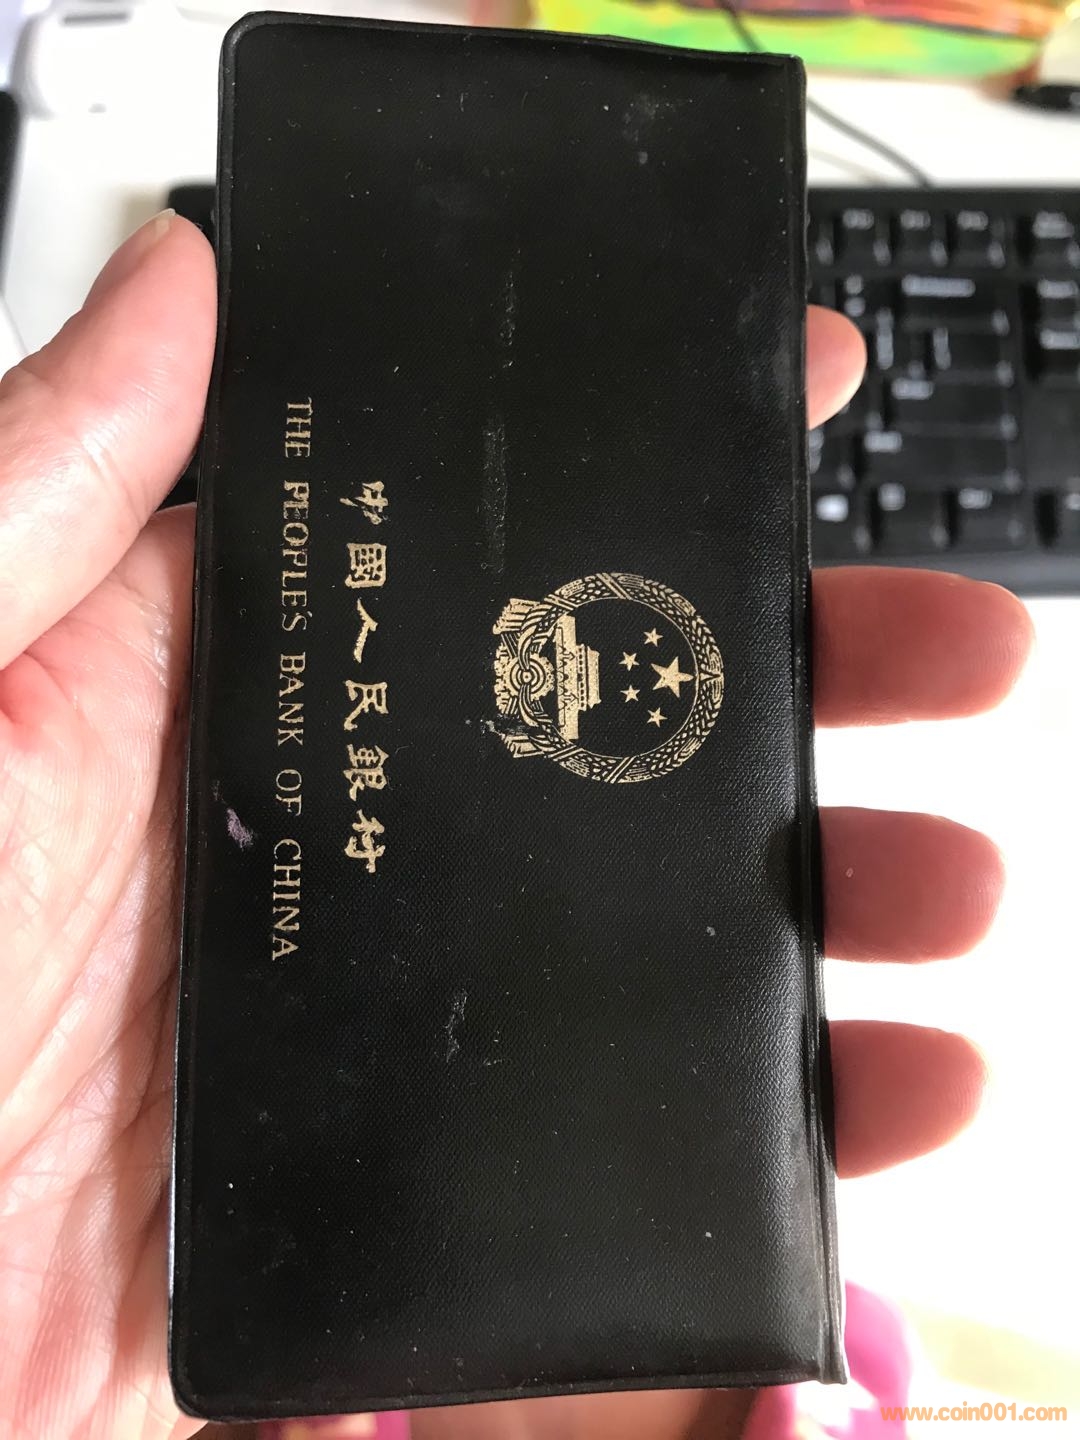 中國人民銀行
THE PEOPLE'S BANK OF CHINA
www.coin001.com